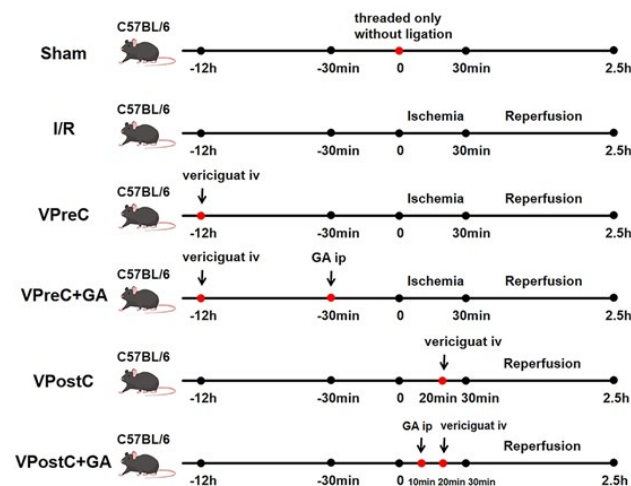 C57BL/6
threaded only
without ligation
Sham
-12h -30min 0 30min 2.5h
C57BL/6
Ischemia Reperfusion
I/R
-12h -30min 0 30min 2.5h
vericiguat iv
C57BL/6
Ischemia Reperfusion
VPreC
-12h -30min 0 30min 2.5h
vericiguat iv GA ip
C57BL/6
Ischemia Reperfusion
VPreC+GA
-12h -30min 0 30min 2.5h
vericiguat iv
C57BL/6
Reperfusion
VPostC
-12h -30min 0 20min 30min 2.5h
GA ip vericiguat iv
C57BL/6
Reperfusion
VPostC+GA
-12h -30min 0 10min 20min 30min 2.5h